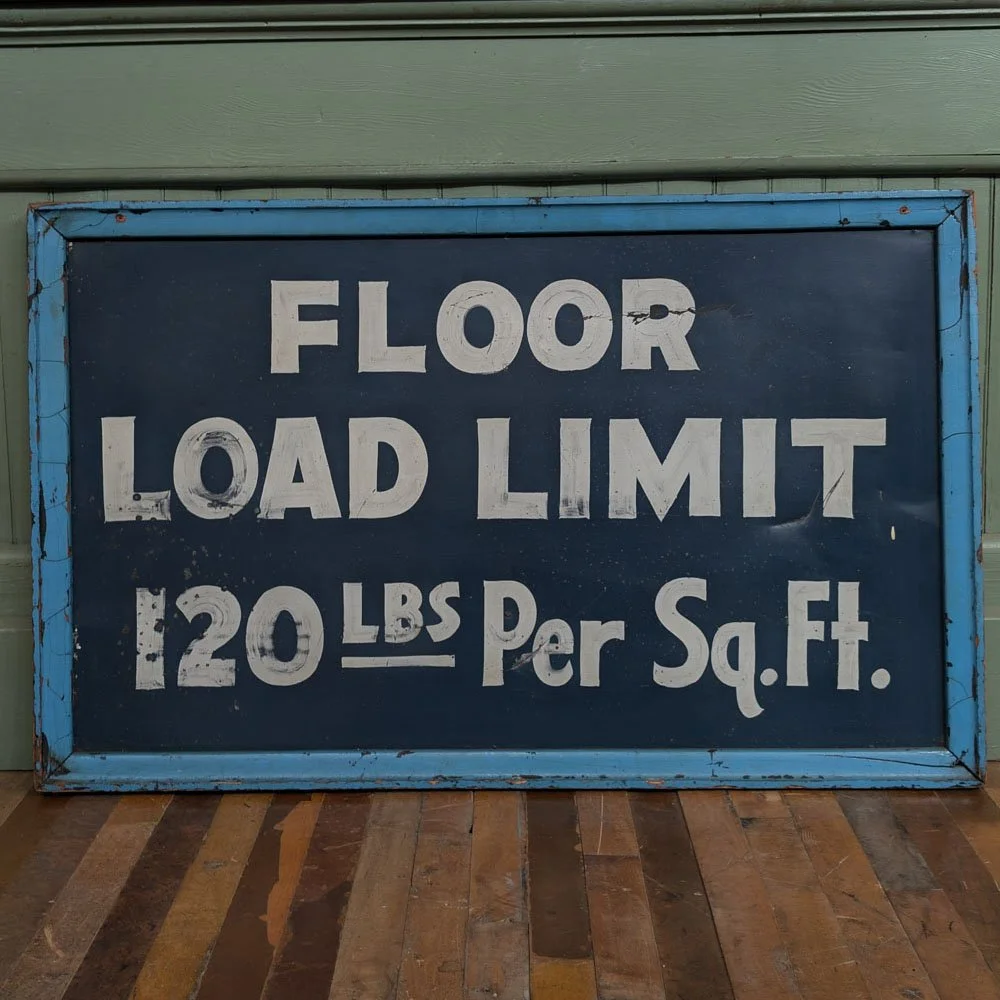 FLOOR
LOAD LIMIT
120 LBS Per Sq.Ft.